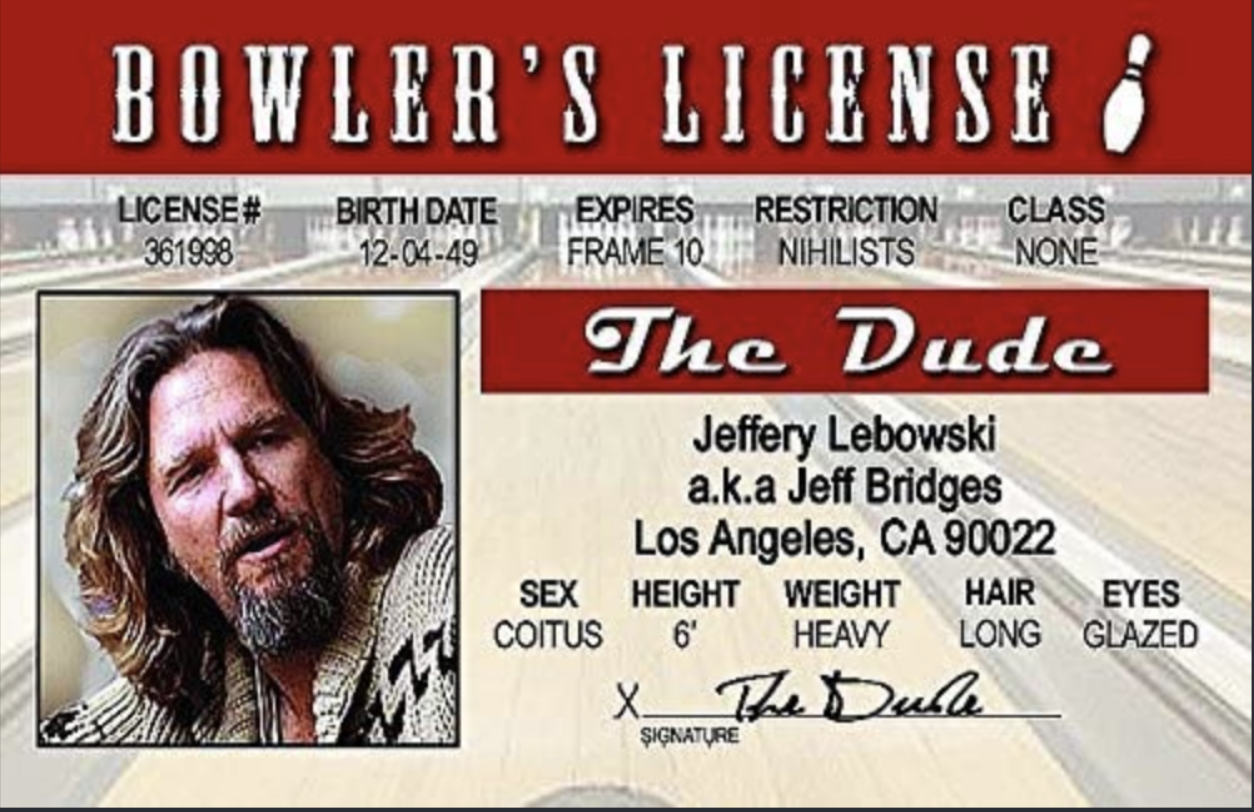 BOWLER'S LICENSE
LICENSE# BIRTH DATE EXPIRES RESTRICTION CLASS
361998 12-04-49 FRAME 10 NIHILISTS NONE
The Dude
Jeffery Lebowski
a.k.a Jeff Bridges
Los Angeles, CA 90022
SEX HEIGHT WEIGHT HAIR EYES
COITUS 6' HEAVY LONG GLAZED
X The Dude
SIGNATURE